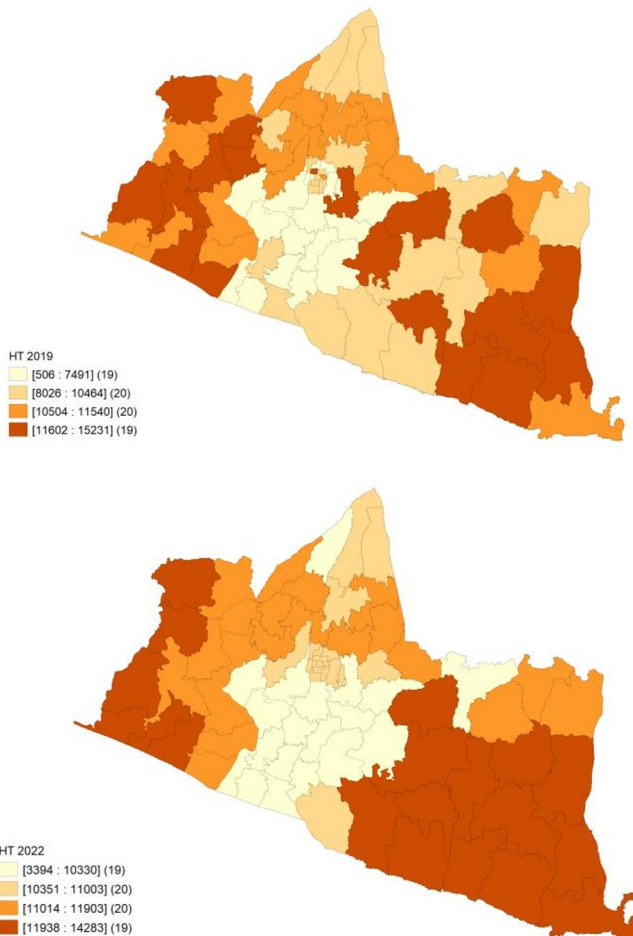 HT 2019
[506 : 7491] (19)
[8026 : 10464] (20)
[10504 : 11540] (20)
[11602 : 15231] (19)
HT 2022
[3394 : 10330] (19)
[10351 : 11003] (20)
[11014 : 11903] (20)
[11938 : 14283] (19)